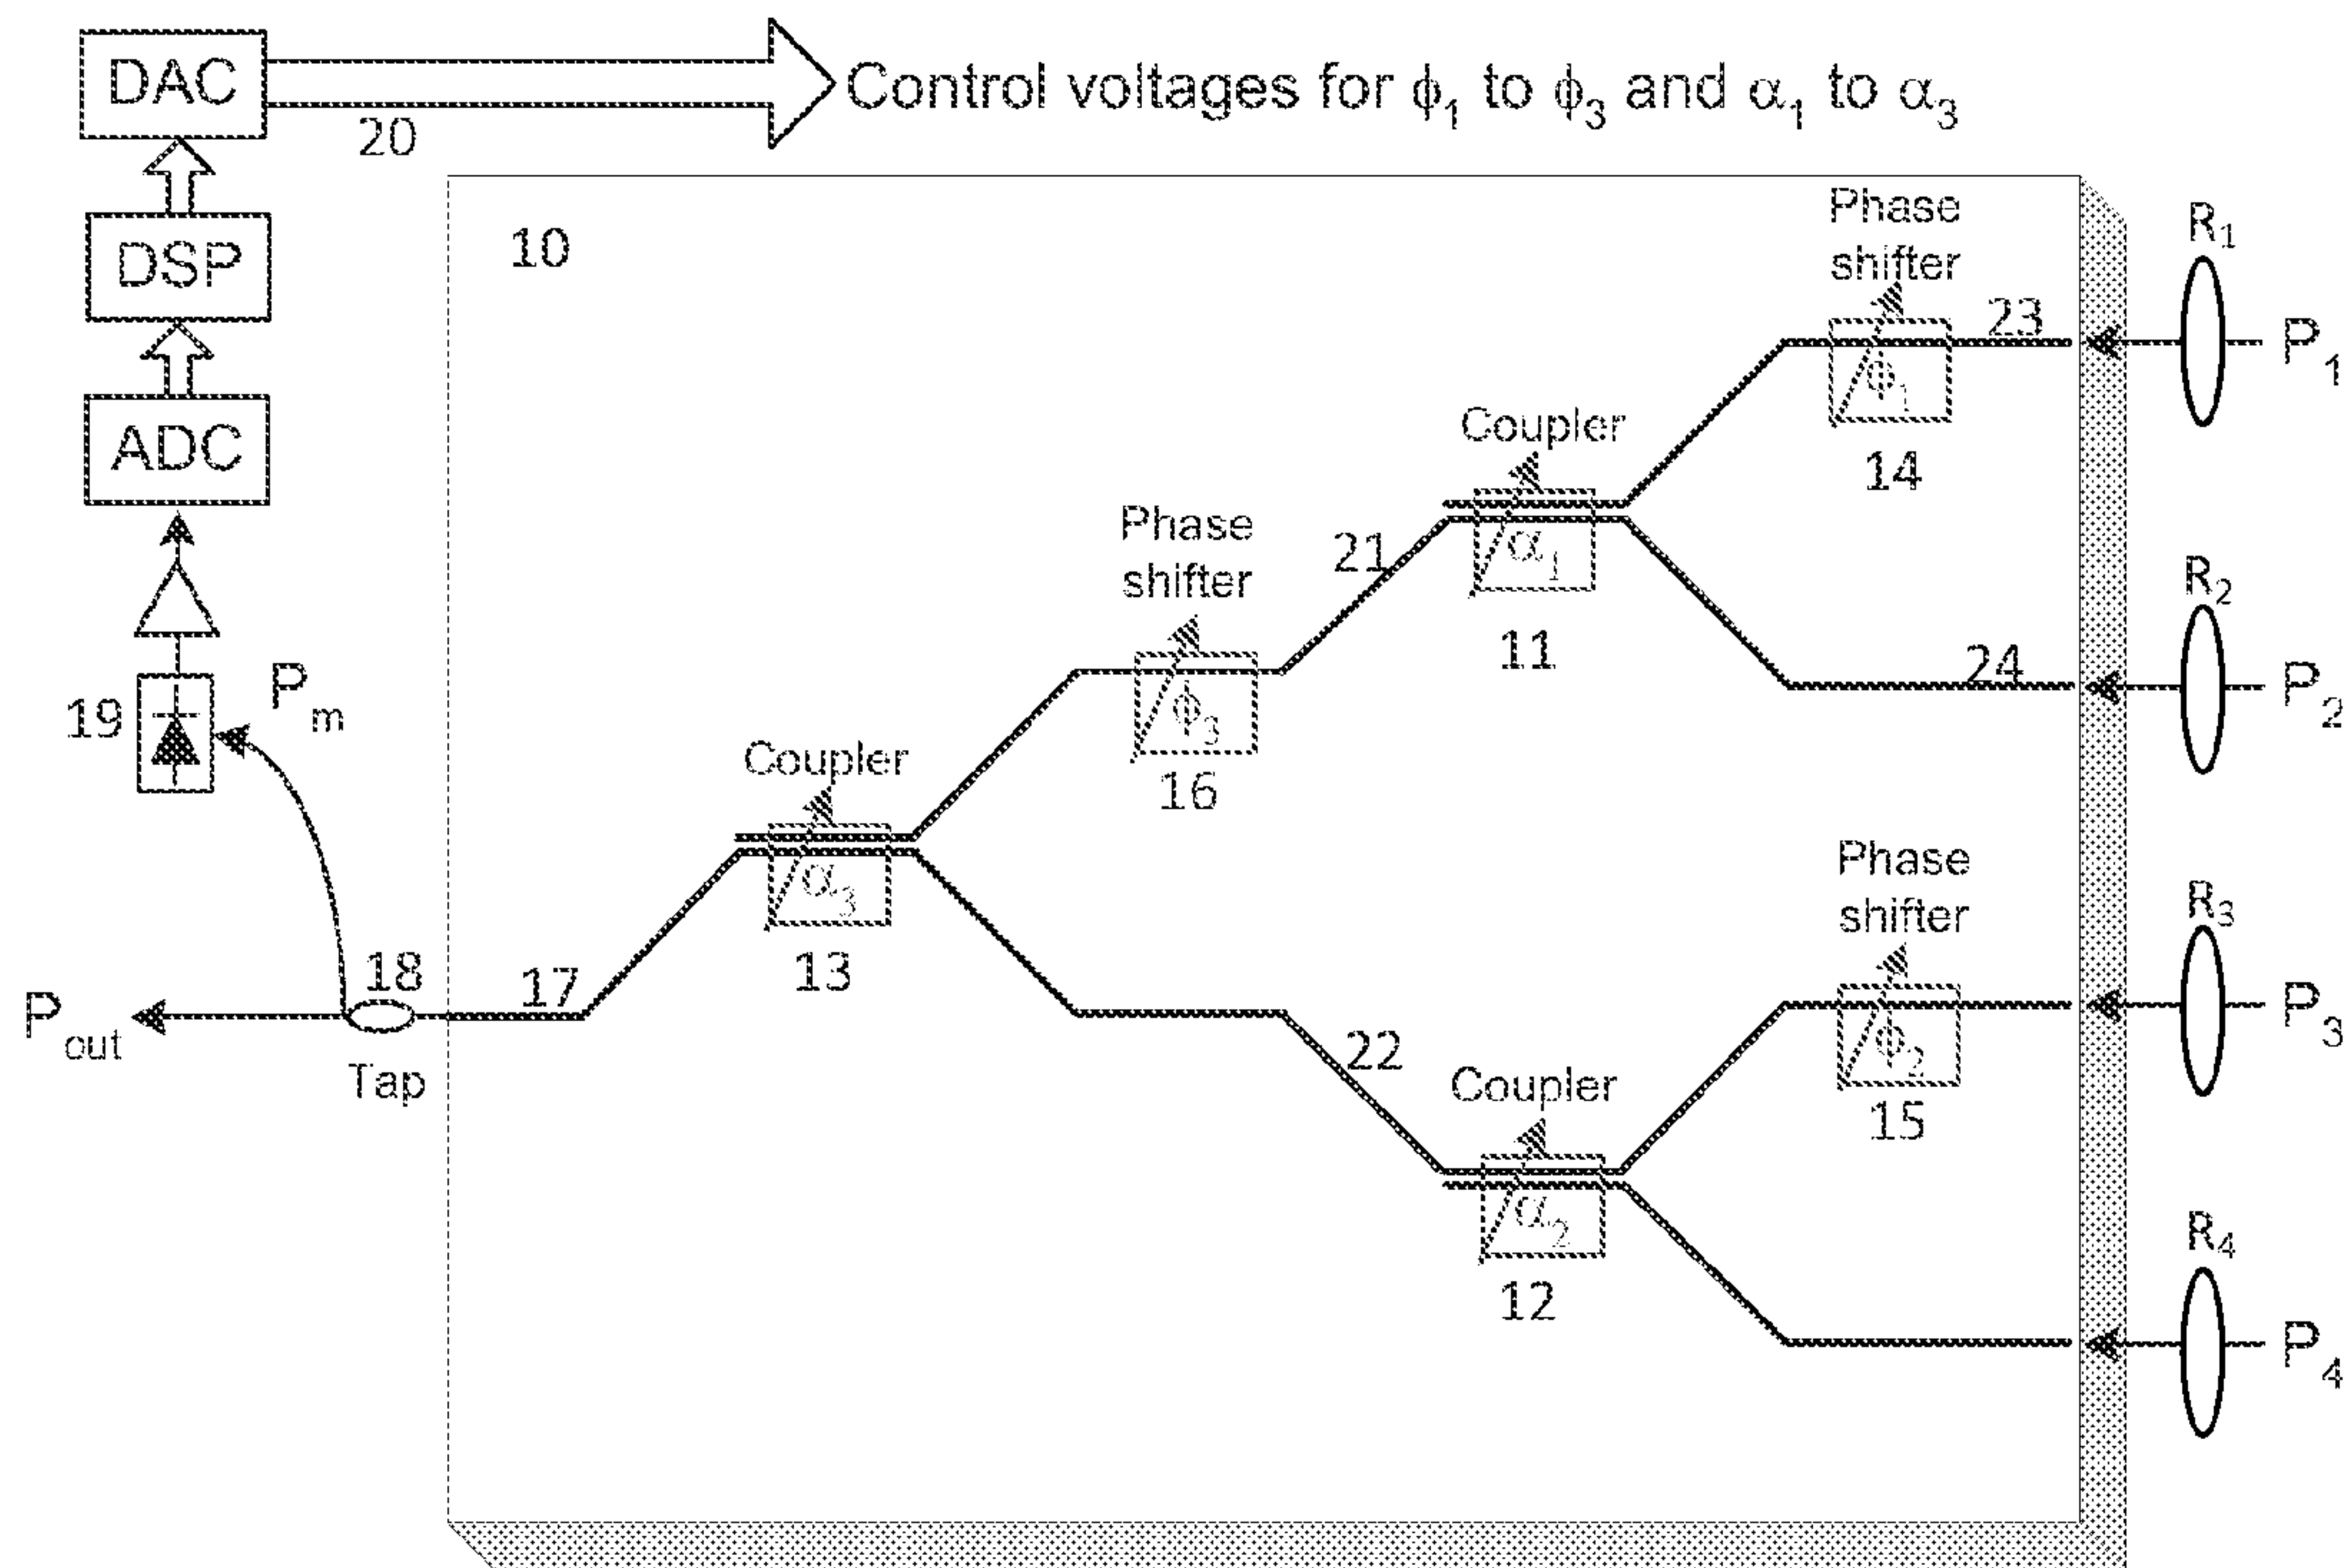 DAC
Control voltages for ϕ1 to ϕ3 and α1 to α3
20
DSP
10
Phase
shifter
R1
23
P1
ϕ1
14
ADC
Coupler
α1
11
Phase
shifter
21
ϕ3
16
R2
24
P2
19
Pm
Coupler
α3
13
Phase
shifter
R3
ϕ2
15
P3
18
17
Pout
Tap
22
Coupler
α2
12
R4
P4